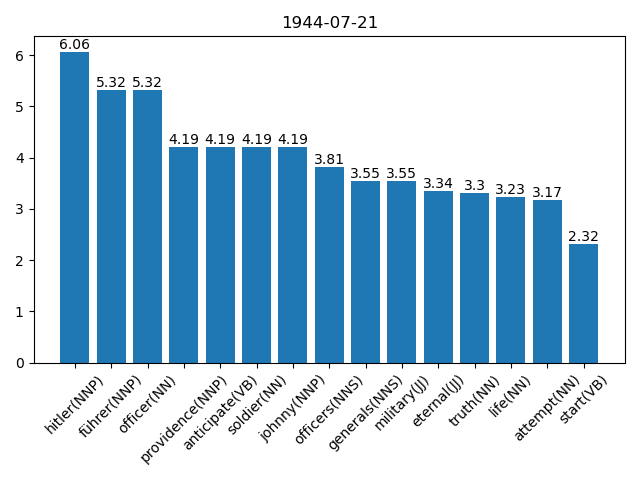 1944-07-21
6
5
4
3
2
1
0
6.06
5.32
5.32
4.19
4.19
4.19
4.19
3.81
3.55
3.55
3.34
3.3
3.23
3.17
2.32
hitler(NNP)
führer(NNP)
officer(NN)
providence(NNP)
anticipate(VB)
soldier(NN)
johnny(NNP)
officers(NNS)
generals(NNS)
military(JJ)
eternal(JJ)
truth(NN)
life(NN)
attempt(NN)
start(VB)